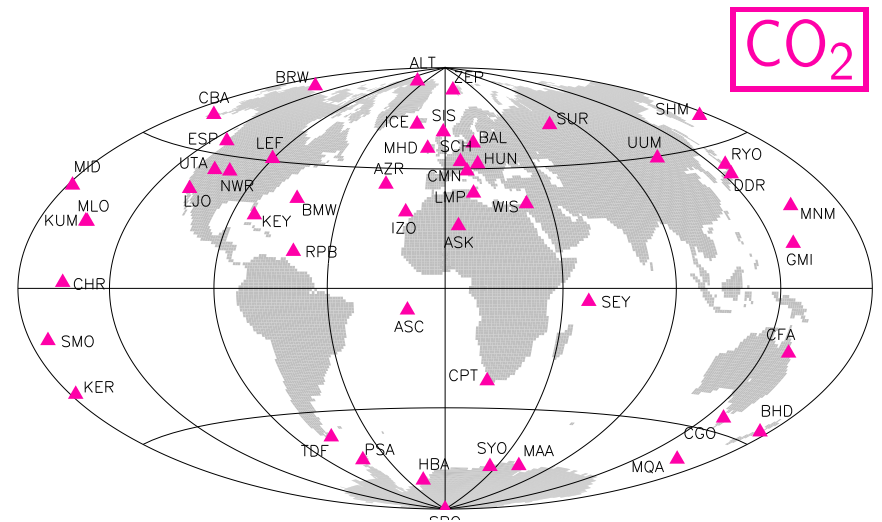 CO2
ALT
BRW
ZEP
CBA
SHM
ICE
SIS
SUR
ESP
LEF
MHD
SCH
BAL
UUM
RYO
UTA
HUN
MID
NWR
AZR
CMN
DDR
LJO
BMW
LMP
WIS
MLO
KUM
KEY
IZO
MNM
RPB
ASK
GMI
CHR
SEY
ASC
SMO
CFA
CPT
KER
BHD
CGO
TDF
PSA
SYO
MAA
HBA
MQA
SPO